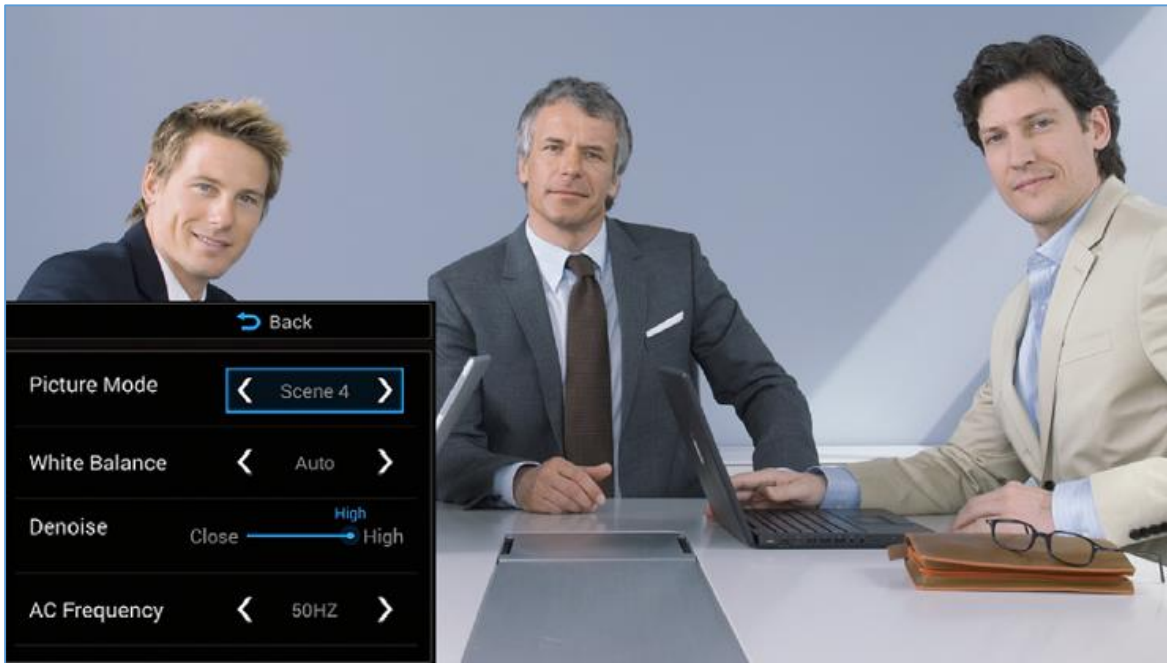 Back
Picture Mode Scene 4
White Balance Auto
High
Denoise Close High
AC Frequency 50HZ